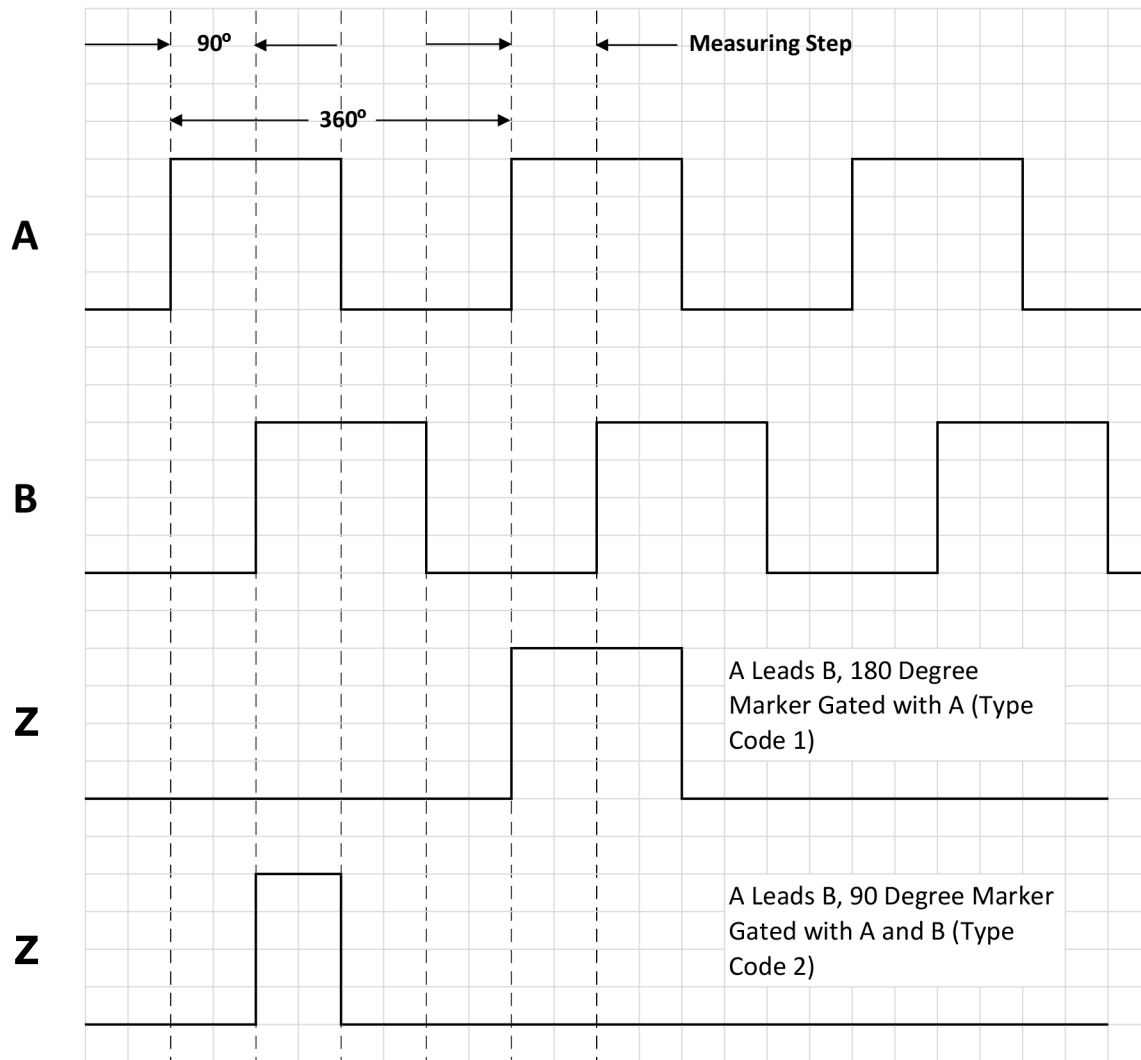 90º
Measuring Step
360º
A
B
Z
A Leads B, 180 Degree
Marker Gated with A (Type
Code 1)
Z
A Leads B, 90 Degree Marker
Gated with A and B (Type
Code 2)